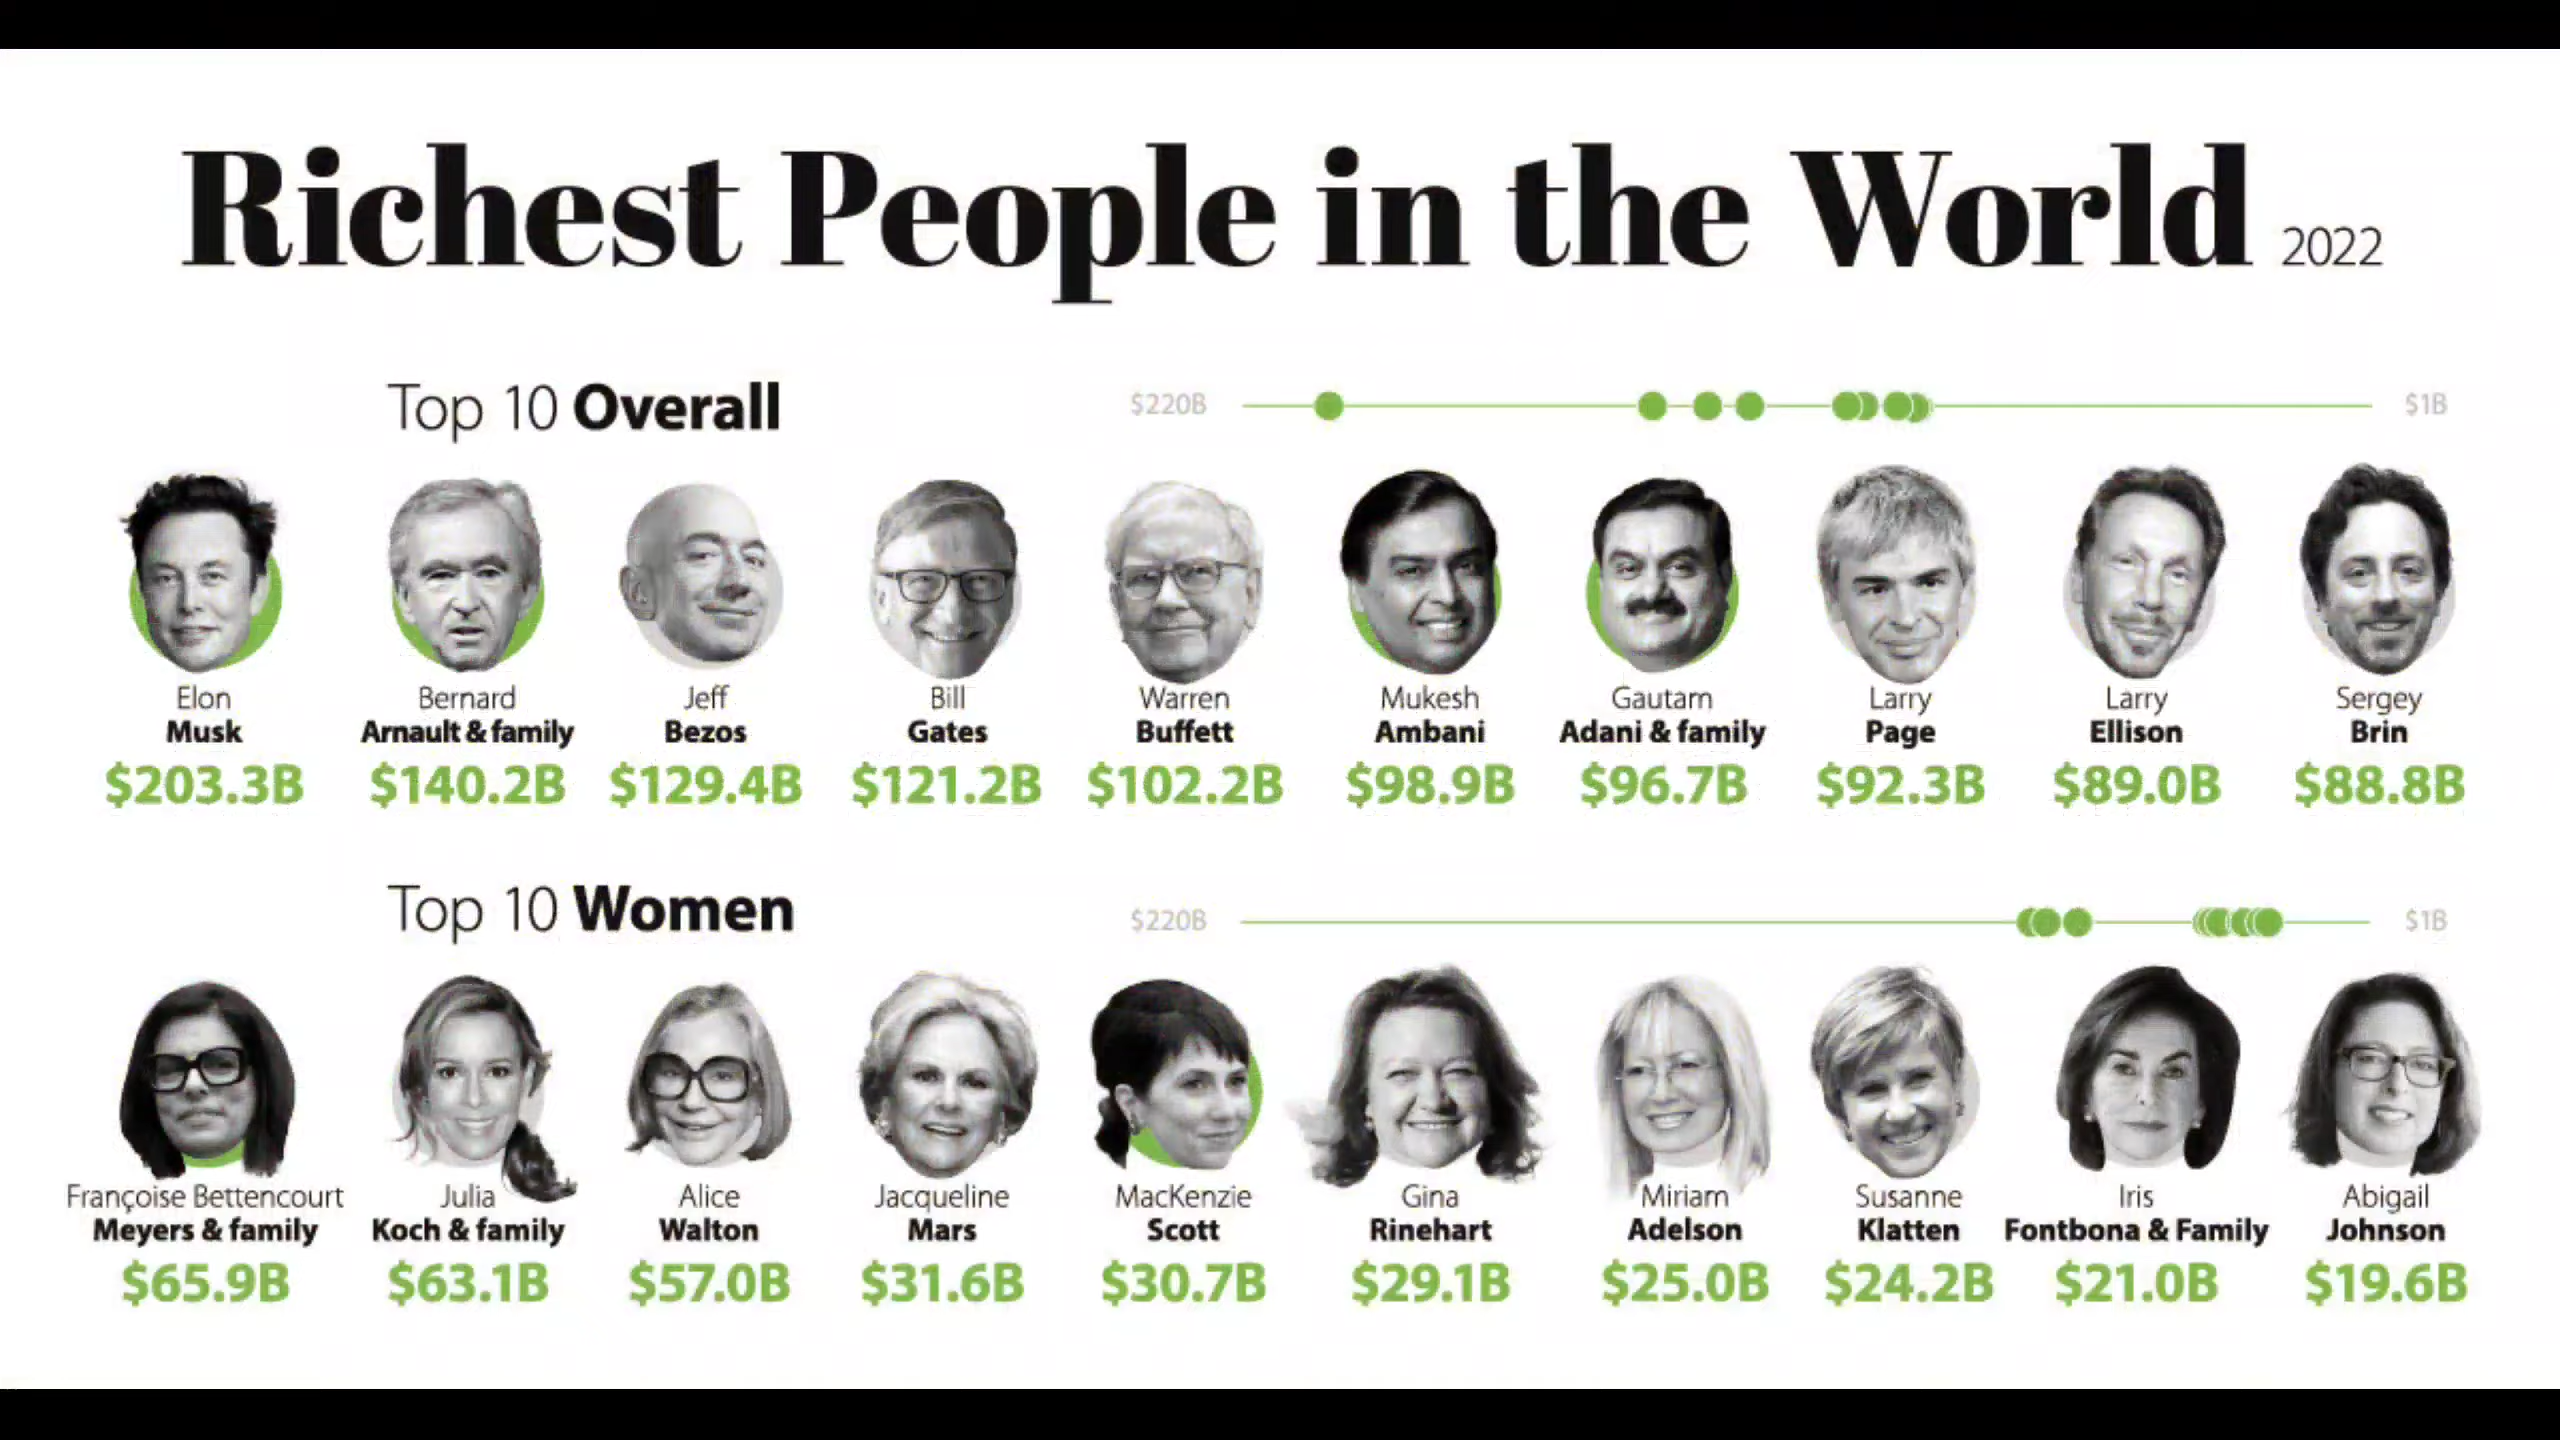 Richest People in the World 2022
Top 10 Overall
$220B
$1B
Elon
Musk
$203.3B
Bernard
Arnault & family
$140.2B
Jeff
Bezos
$129.4B
Bill
Gates
$121.2B
Warren
Buffett
$102.2B
Mukesh
Ambani
$98.9B
Gautam
Adani & family
$96.7B
Larry
Page
$92.3B
Larry
Ellison
$89.0B
Sergey
Brin
$88.8B
Top 10 Women
$220B
$1B
Françoise Bettencourt
Meyers & family
$65.9B
Julia
Koch & family
$63.1B
Alice
Walton
$57.0B
Jacqueline
Mars
$31.6B
MacKenzie
Scott
$30.7B
Gina
Rinehart
$29.1B
Miriam
Adelson
$25.0B
Susanne
Klatten
$24.2B
Iris
Fontbona & Family
$21.0B
Abigail
Johnson
$19.6B